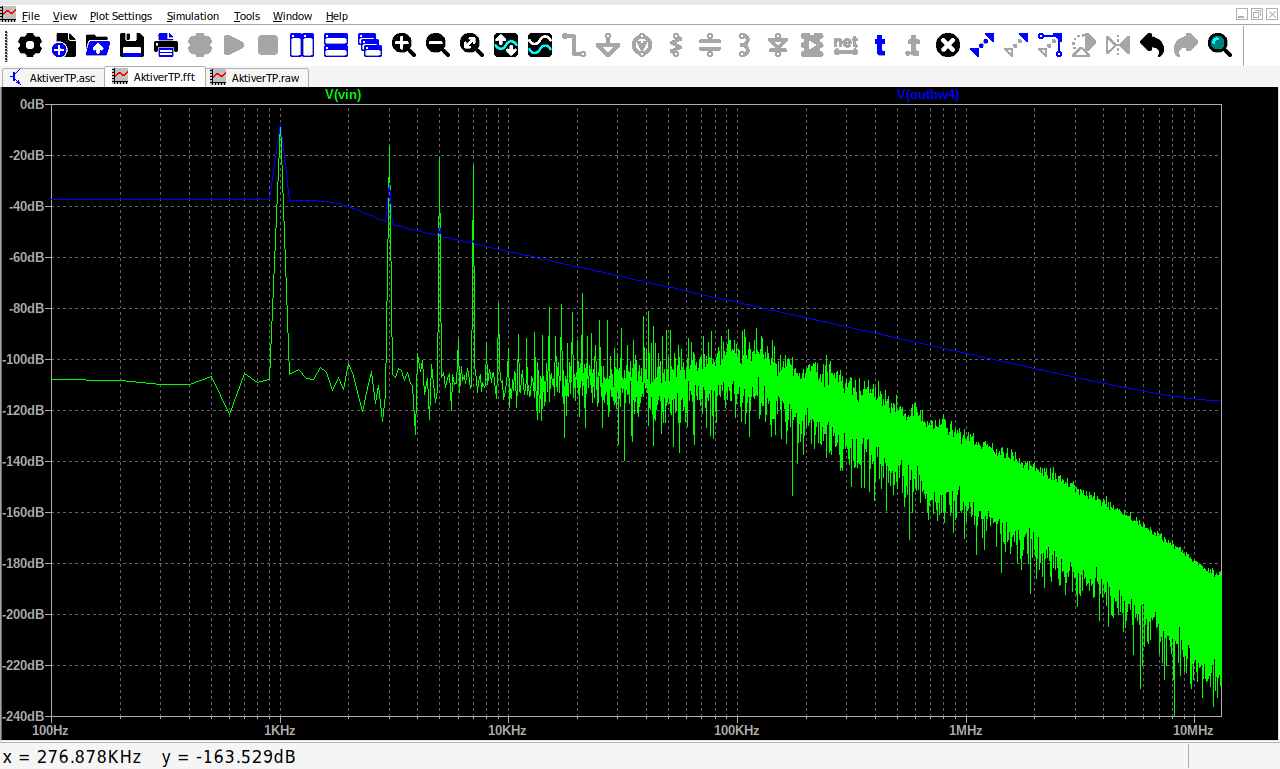 File View Plot Settings Simulation Tools Window Help
net t t
AktiverTP.asc AktiverTP.fft AktiverTP.raw
V(vin) V(outbw4)
0dB
-20dB
-40dB
-60dB
-80dB
-100dB
-120dB
-140dB
-160dB
-180dB
-200dB
-220dB
-240dB
100Hz 1KHz 10KHz 100KHz 1MHz 10MHz
x = 276.878KHz y = -163.529dB